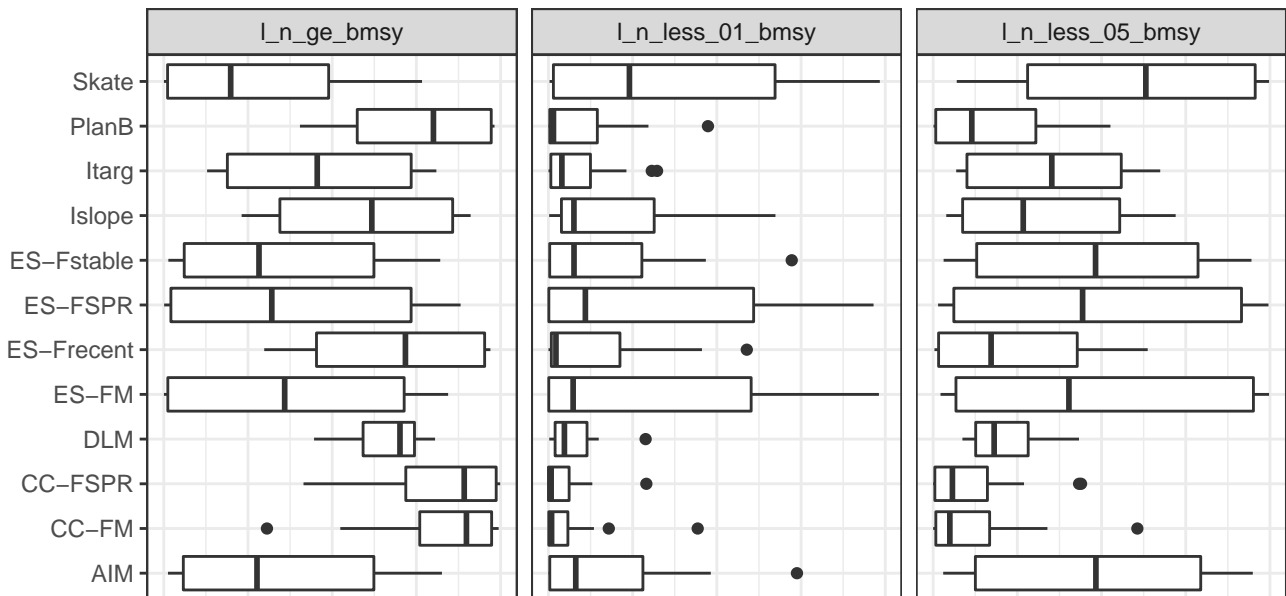 l_n_ge_bmsy
l_n_less_01_bmsy
l_n_less_05_bmsy
Skate
PlanB
Itarg
Islope
ES−Fstable
ES−FSPR
ES−Frecent
ES−FM
DLM
CC−FSPR
CC−FM
AIM